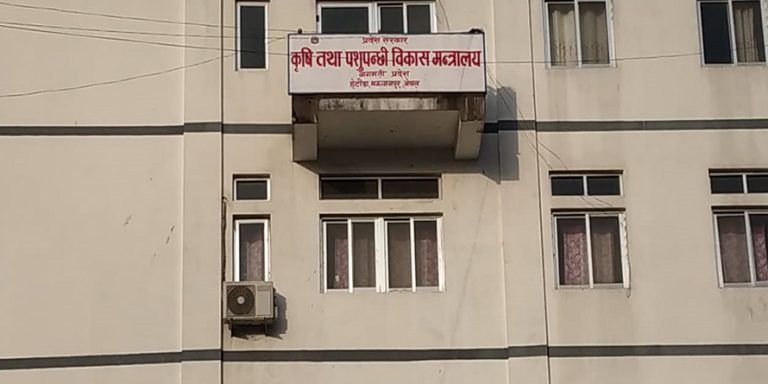 प्रदेश सरकार
कृषि तथा पशुपन्छी विकास मन्त्रालय
बागमती प्रदेश
हेटौंडा, मकवानपुर, नेपाल